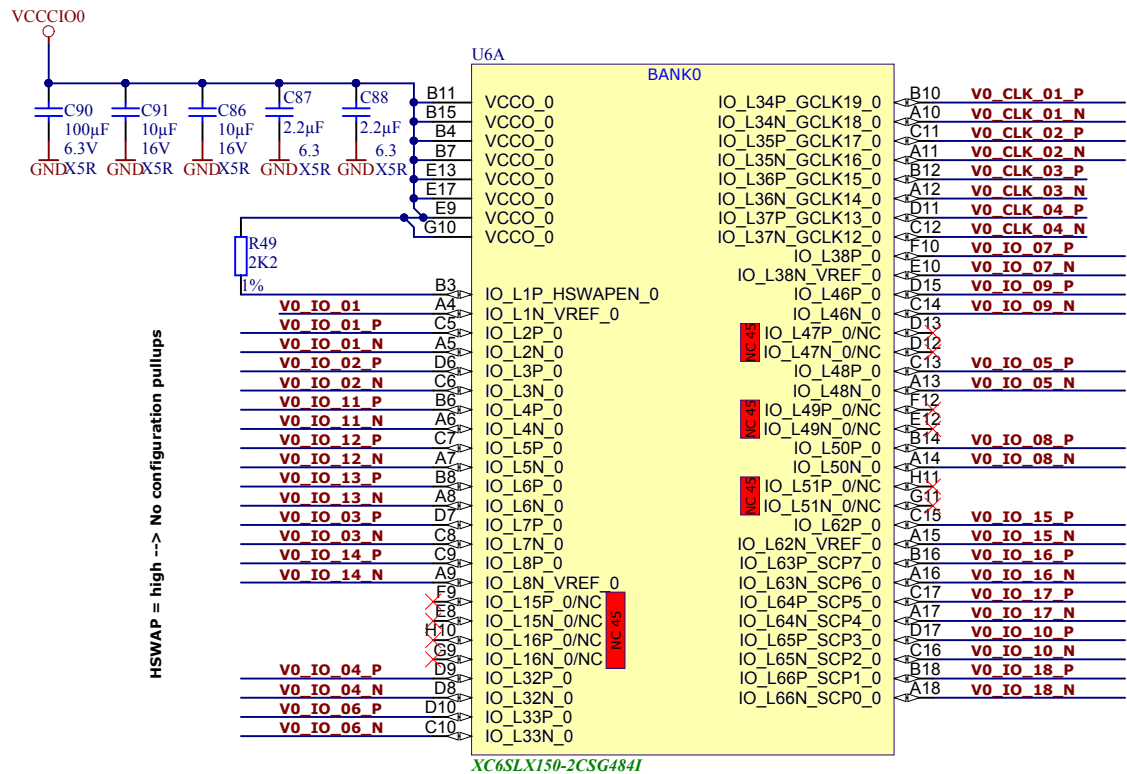 VCCCIO0
C90
100µF
6.3V
X5R
GND
C91
10µF
16V
X5R
GND
C86
10µF
16V
X5R
GND
C87
2.2µF
6.3
X5R
GND
C88
2.2µF
6.3
X5R
GND
R49
2K2
1%
HSWAP = high --> No configuration pullups
U6A
BANK0
B11 VCCO_0
B15 VCCO_0
B4 VCCO_0
B7 VCCO_0
E13 VCCO_0
E17 VCCO_0
E9 VCCO_0
G10 VCCO_0
B3 IO_L1P_HSWAPEN_0
V0_IO_01 A4 IO_L1N_VREF_0
V0_IO_01_P C5 IO_L2P_0
V0_IO_01_N A5 IO_L2N_0
V0_IO_02_P D6 IO_L3P_0
V0_IO_02_N C6 IO_L3N_0
V0_IO_11_P B6 IO_L4P_0
V0_IO_11_N A6 IO_L4N_0
V0_IO_12_P C7 IO_L5P_0
V0_IO_12_N A7 IO_L5N_0
V0_IO_13_P B8 IO_L6P_0
V0_IO_13_N A8 IO_L6N_0
V0_IO_03_P D7 IO_L7P_0
V0_IO_03_N C8 IO_L7N_0
V0_IO_14_P C9 IO_L8P_0
V0_IO_14_N A9 IO_L8N_VREF_0
F9 IO_L15P_0/NC
E8 IO_L15N_0/NC
H10 IO_L16P_0/NC
G9 IO_L16N_0/NC
NC 45
V0_IO_04_P D9 IO_L32P_0
V0_IO_04_N D8 IO_L32N_0
V0_IO_06_P D10 IO_L33P_0
V0_IO_06_N C10 IO_L33N_0
IO_L34P_GCLK19_0 B10 V0_CLK_01_P
IO_L34N_GCLK18_0 A10 V0_CLK_01_N
IO_L35P_GCLK17_0 C11 V0_CLK_02_P
IO_L35N_GCLK16_0 A11 V0_CLK_02_N
IO_L36P_GCLK15_0 B12 V0_CLK_03_P
IO_L36N_GCLK14_0 A12 V0_CLK_03_N
IO_L37P_GCLK13_0 D11 V0_CLK_04_P
IO_L37N_GCLK12_0 C12 V0_CLK_04_N
IO_L38P_0 F10 V0_IO_07_P
IO_L38N_VREF_0 E10 V0_IO_07_N
IO_L46P_0 D15 V0_IO_09_P
IO_L46N_0 C14 V0_IO_09_N
NC 45
IO_L47P_0/NC D13
IO_L47N_0/NC D12
IO_L48P_0 C13 V0_IO_05_P
IO_L48N_0 A13 V0_IO_05_N
NC 45
IO_L49P_0/NC F12
IO_L49N_0/NC E12
IO_L50P_0 B14 V0_IO_08_P
IO_L50N_0 A14 V0_IO_08_N
NC 45
IO_L51P_0/NC H11
IO_L51N_0/NC G11
IO_L62P_0 C15 V0_IO_15_P
IO_L62N_VREF_0 A15 V0_IO_15_N
IO_L63P_SCP7_0 B16 V0_IO_16_P
IO_L63N_SCP6_0 A16 V0_IO_16_N
IO_L64P_SCP5_0 C17 V0_IO_17_P
IO_L64N_SCP4_0 A17 V0_IO_17_N
IO_L65P_SCP3_0 D17 V0_IO_10_P
IO_L65N_SCP2_0 C16 V0_IO_10_N
IO_L66P_SCP1_0 B18 V0_IO_18_P
IO_L66N_SCP0_0 A18 V0_IO_18_N
XC6SLX150-2CSG484I